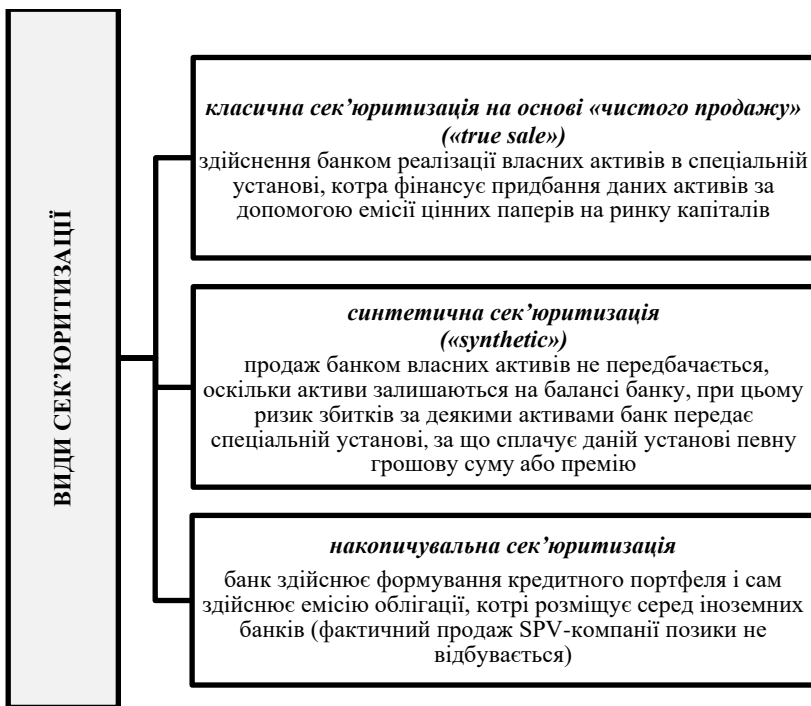 ВИДИ СЕК’ЮРИТИЗАЦІЇ
класична сек’юритизація на основі «чистого продажу»
(«true sale»)
здійснення банком реалізації власних активів в спеціальній
установі, котра фінансує придбання даних активів за
допомогою емісії цінних паперів на ринку капіталів
синтетична сек’юритизація
(«synthetic»)
продаж банком власних активів не передбачається,
оскільки активи залишаються на балансі банку, при цьому
ризик збитків за деякими активами банк передає
спеціальній установі, за що сплачує даній установі певну
грошову суму або премію
накопичувальна сек’юритизація
банк здійснює формування кредитного портфеля і сам
здійснює емісію облігації, котрі розміщує серед іноземних
банків (фактичний продаж SPV-компанії позики не
відбувається)